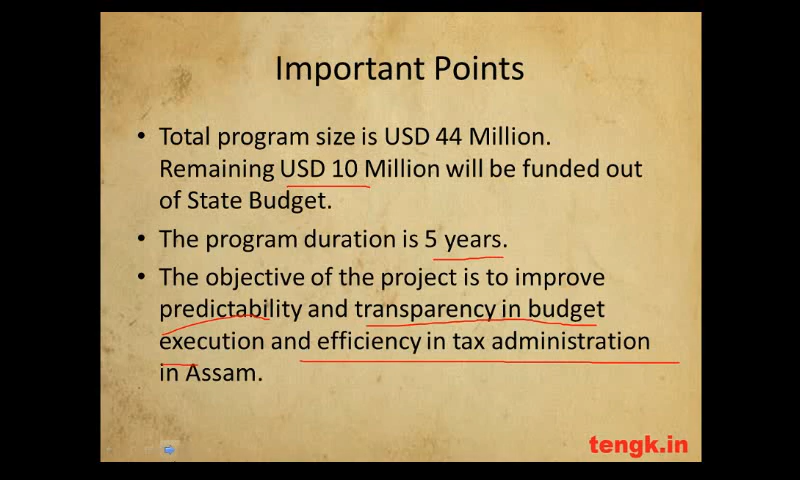 Important Points
• Total program size is USD 44 Million.
Remaining USD 10 Million will be funded out
of State Budget.
• The program duration is 5 years.
• The objective of the project is to improve
predictability and transparency in budget
execution and efficiency in tax administration
in Assam.
tengk.in